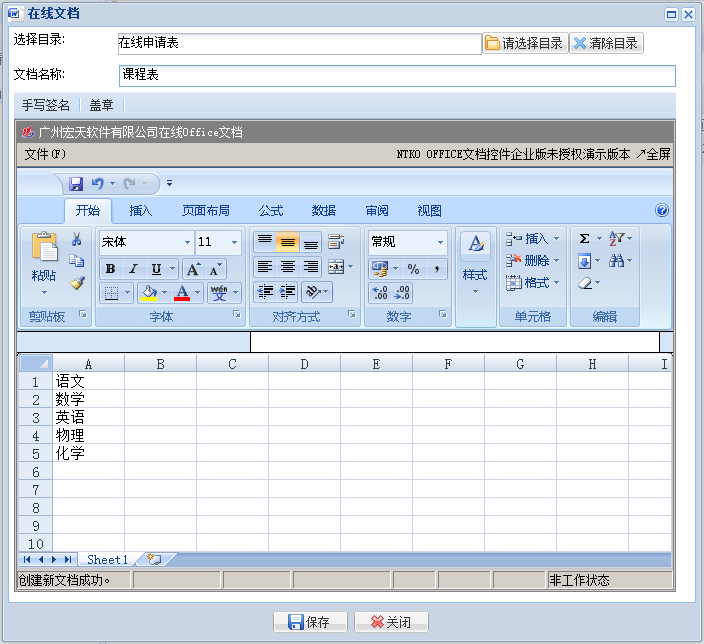 在线文档
选择目录: 在线申请表 请选择目录 清除目录
文档名称: 课程表
手写签名 盖章
广州宏天软件有限公司在线Office文档
文件(F) NTKO OFFICE文档控件企业版未授权演示版本 ↗全屏
开始 插入 页面布局 公式 数据 审阅 视图
宋体 11 常规 Σ 插入
粘贴 B I U A A % , 样式 删除
A wén 格式
剪贴板 字体 对齐方式 数字 单元格 编辑
A B C D E F G H I
1 语文
2 数学
3 英语
4 物理
5 化学
6
7
8
9
10
Sheet1
创建新文档成功。 非工作状态
保存 关闭